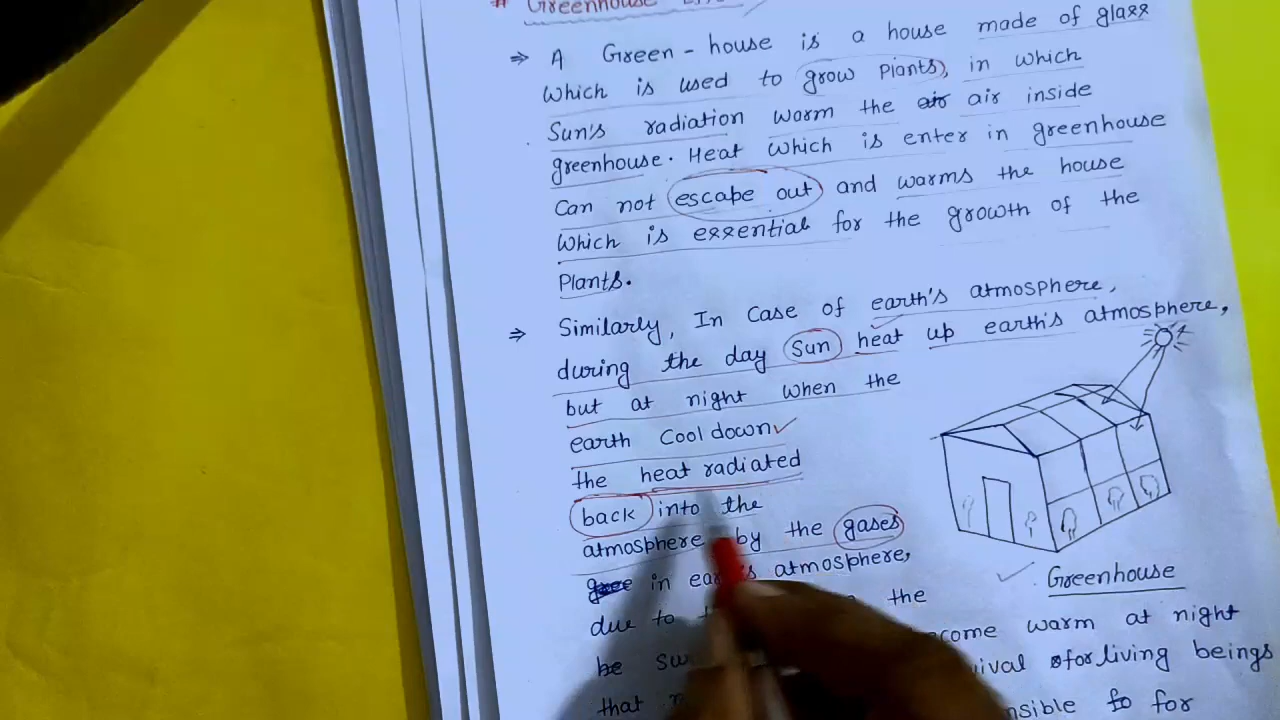 # Greenhouse
⇒ A Green-house is a house made of glass
which is used to grow plants, in which
Sun's radiation warm the air air inside
greenhouse. Heat which is enter in greenhouse
Can not escape out and warms the house
which is essential for the growth of the
Plants.
⇒ Similarly, In case of earth's atmosphere,
during the day sun heat up earth's atmosphere,
but at night when the
earth Cool down
the heat radiated
back into the
atmosphere by the gases
in earth's atmosphere,
due to the
become warm at night
be for living beings
that for
Greenhouse